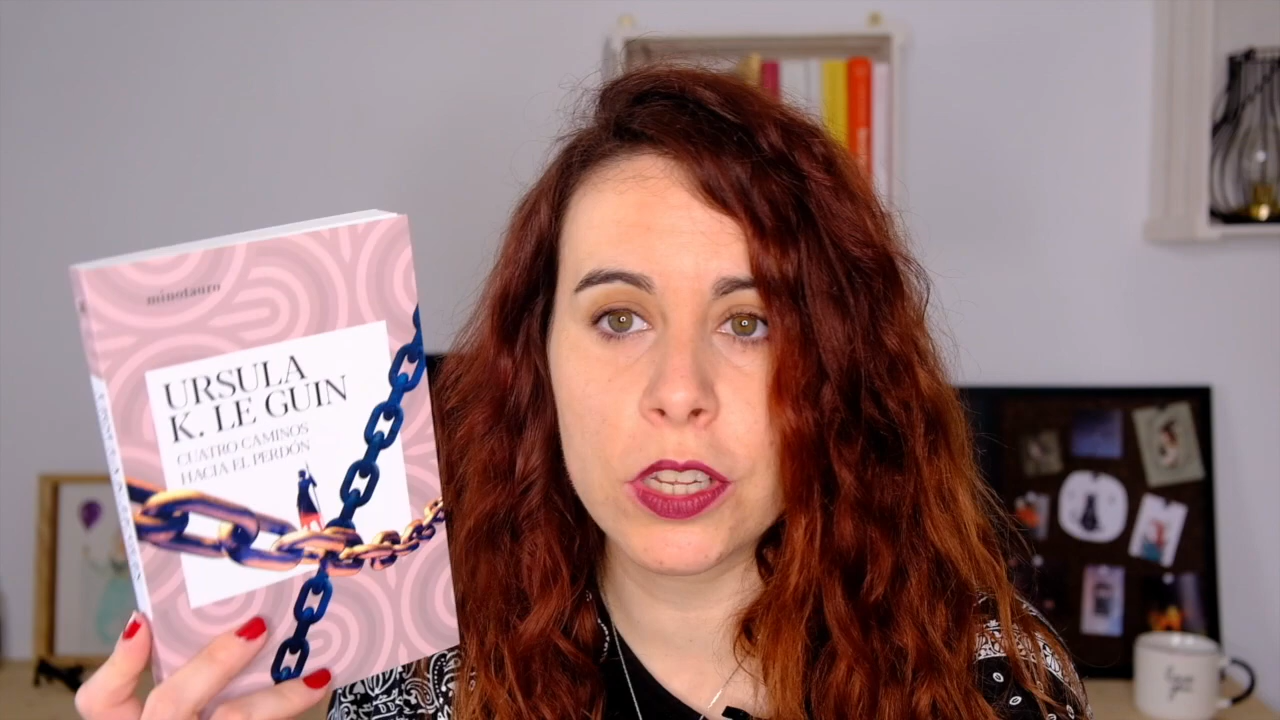 minotauro
URSULA
K. LE GUIN
CUATRO CAMINOS
HACIA EL PERDÓN